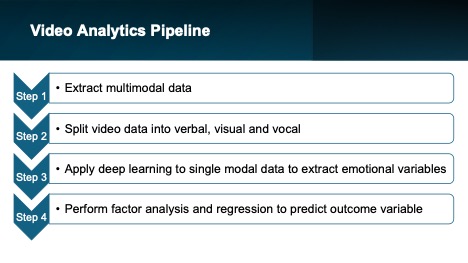 Video Analytics Pipeline
Step 1
• Extract multimodal data
Step 2
• Split video data into verbal, visual and vocal
Step 3
• Apply deep learning to single modal data to extract emotional variables
Step 4
• Perform factor analysis and regression to predict outcome variable